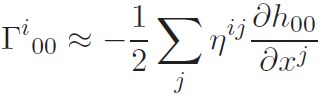 Γ^i_{00} ≈ -\frac{1}{2} \sum_j η^{ij} \frac{∂h_{00}}{∂x^j}